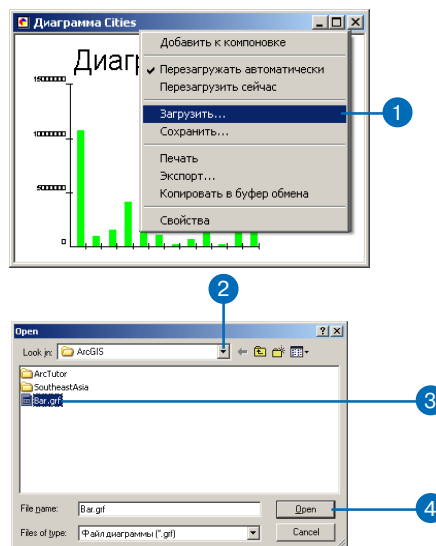 Диаграмма Cities
Диаг
Добавить к компоновке
Перезагружать автоматически
Перезагрузить сейчас
Загрузить...
Сохранить...
Печать
Экспорт...
Копировать в буфер обмена
Свойства
15000000
10000000
5000000
0
1
2
Open
Look in: ArcGIS
ArcTutor
SoutheastAsia
Bar.grf
3
File name: Bar.grf Open
4
Files of type: Файл диаграммы (*.grf) Cancel